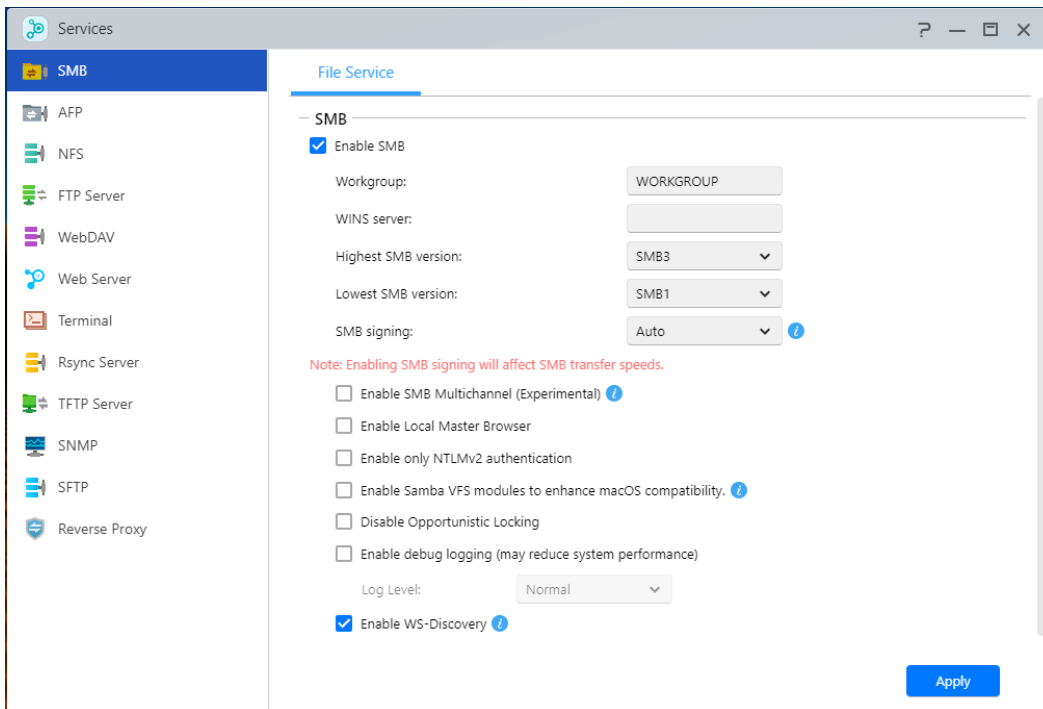 Services
SMB
AFP
NFS
FTP Server
WebDAV
Web Server
Terminal
Rsync Server
TFTP Server
SNMP
SFTP
Reverse Proxy
File Service
SMB
Enable SMB
Workgroup: WORKGROUP
WINS server:
Highest SMB version: SMB3
Lowest SMB version: SMB1
SMB signing: Auto
Note: Enabling SMB signing will affect SMB transfer speeds.
Enable SMB Multichannel (Experimental)
Enable Local Master Browser
Enable only NTLMv2 authentication
Enable Samba VFS modules to enhance macOS compatibility.
Disable Opportunistic Locking
Enable debug logging (may reduce system performance)
Log Level: Normal
Enable WS-Discovery
Apply